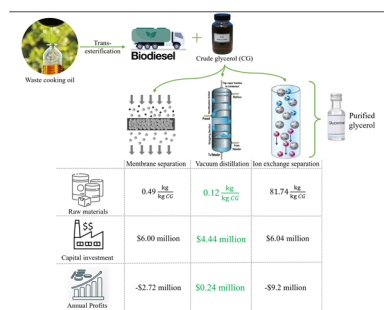 Trans-
esterification
Biodiesel
Crude glycerol (CG)
Waste cooking oil
Purified
glycerol
Membrane separation
Vacuum distillation
Ion exchange separation
0.49 kg/kg CG
0.12 kg/kg CG
81.74 kg/kg CG
Raw materials
$$
$6.00 million
$4.44 million
$6.04 million
Capital investment
-$2.72 million
$0.24 million
-$9.2 million
Annual Profits